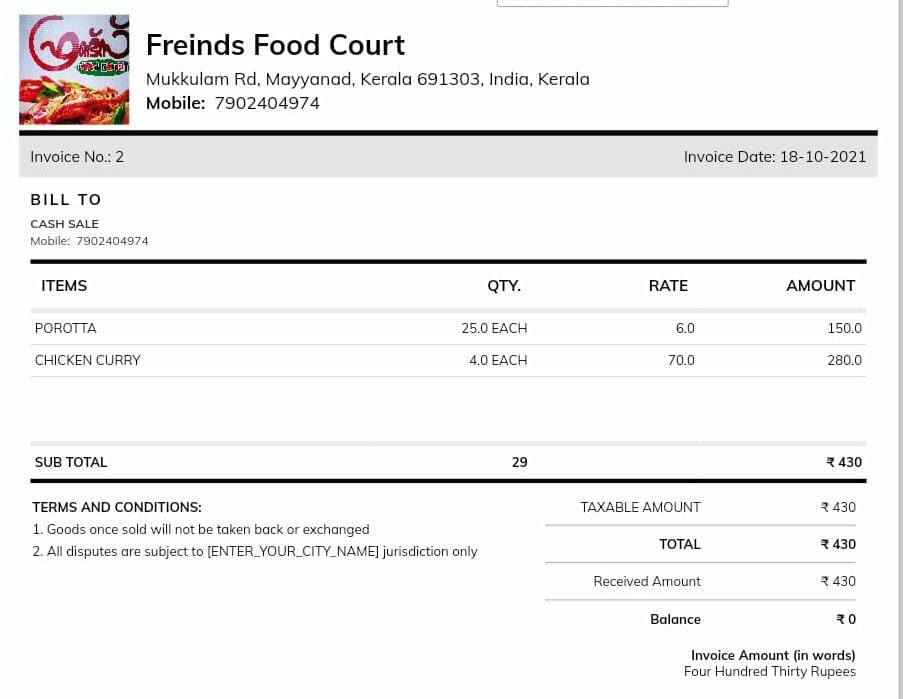 Freinds Food Court
Mukkulam Rd, Mayyanad, Kerala 691303, India, Kerala
Mobile: 7902404974
Invoice No.: 2 Invoice Date: 18-10-2021
BILL TO
CASH SALE
Mobile: 7902404974
ITEMS QTY. RATE AMOUNT
POROTTA 25.0 EACH 6.0 150.0
CHICKEN CURRY 4.0 EACH 70.0 280.0
SUB TOTAL 29 ₹ 430
TERMS AND CONDITIONS:
1. Goods once sold will not be taken back or exchanged
2. All disputes are subject to [ENTER_YOUR_CITY_NAME] jurisdiction only
TAXABLE AMOUNT ₹ 430
TOTAL ₹ 430
Received Amount ₹ 430
Balance ₹ 0
Invoice Amount (in words)
Four Hundred Thirty Rupees